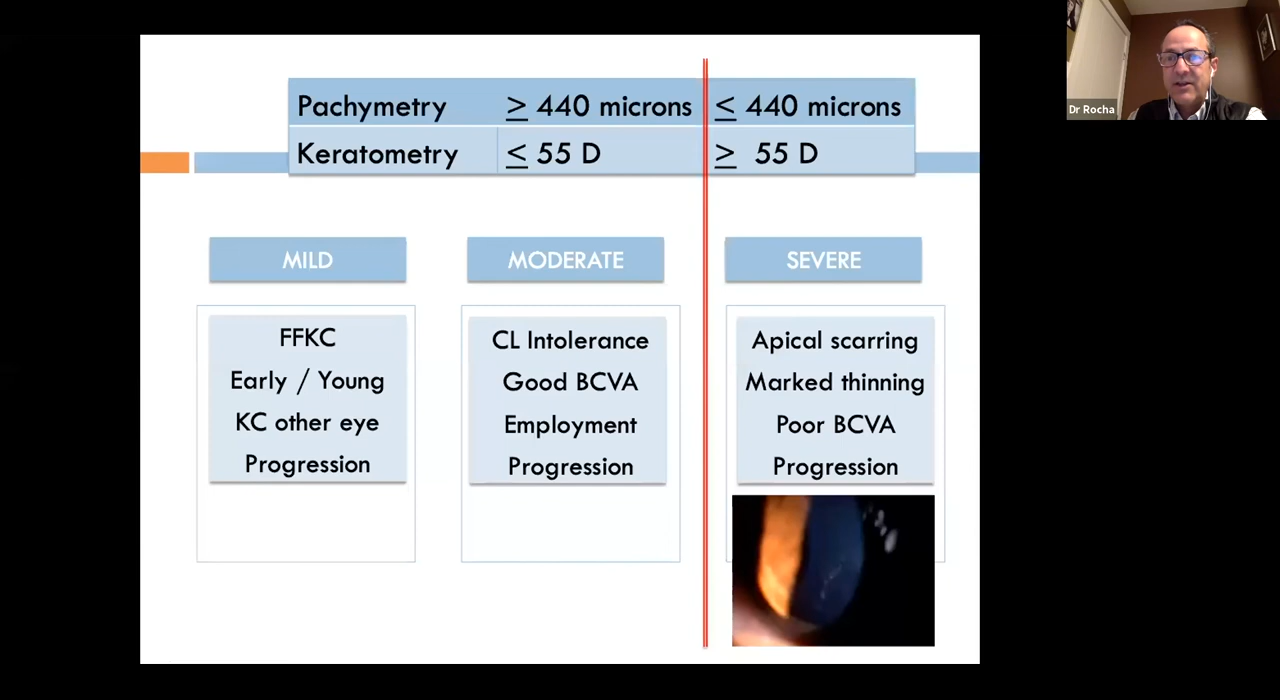 Pachymetry ≥ 440 microns ≤ 440 microns
Keratometry ≤ 55 D ≥ 55 D
MILD
FFKC
Early / Young
KC other eye
Progression
MODERATE
CL Intolerance
Good BCVA
Employment
Progression
SEVERE
Apical scarring
Marked thinning
Poor BCVA
Progression
Dr Rocha